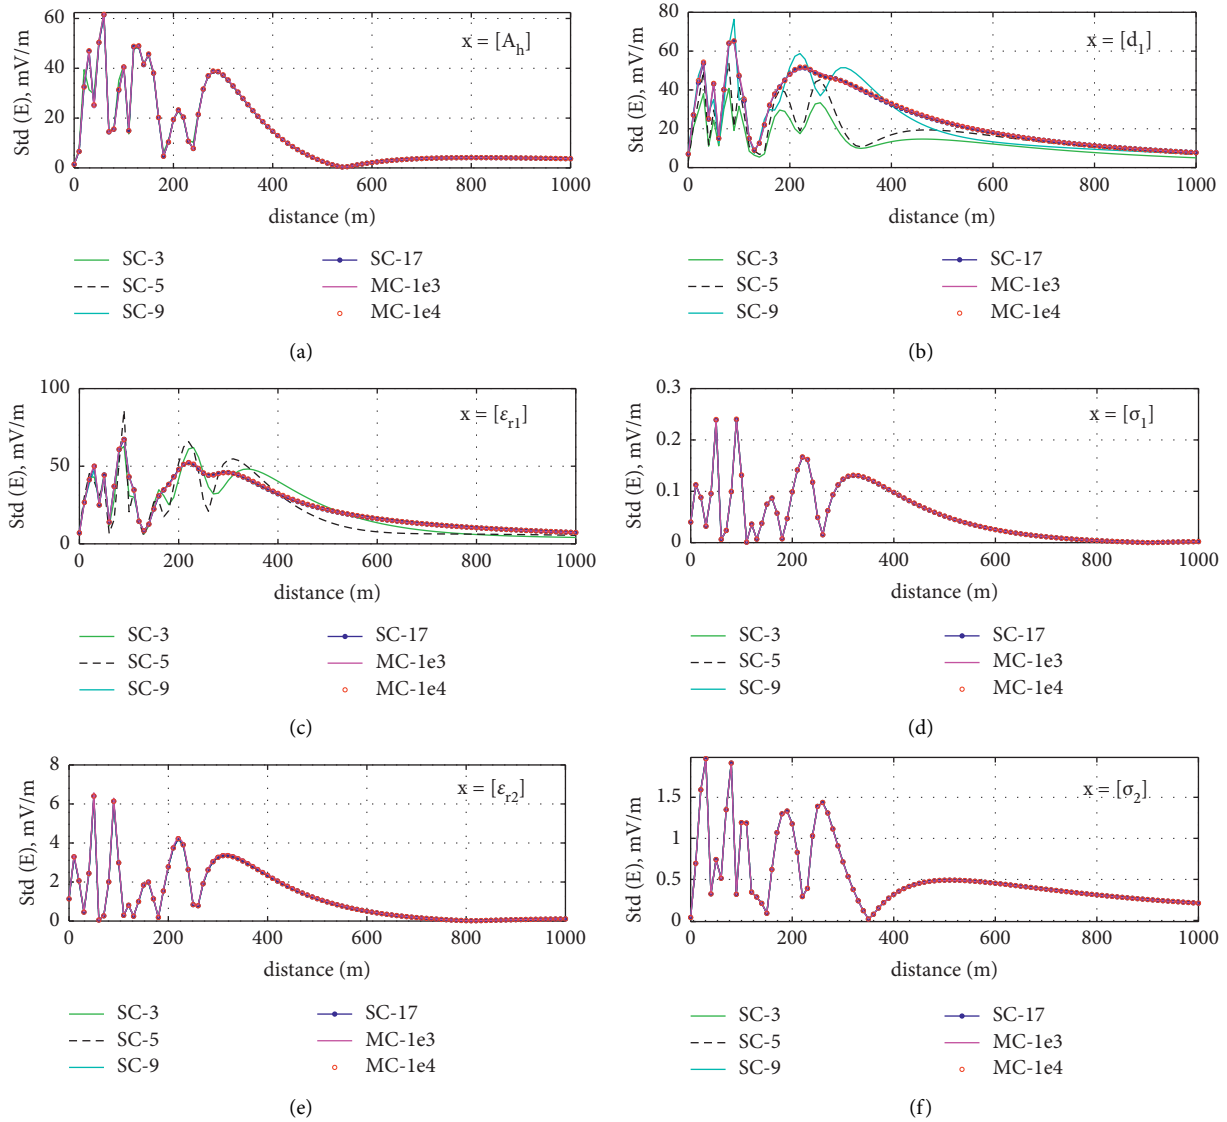 60
40
20
0
Std (E), mV/m
x = [A_h]
0 200 400 600 800 1000
distance (m)
SC-3 SC-17
SC-5 MC-1e3
SC-9 MC-1e4
(a)
80
60
40
20
0
Std (E), mV/m
x = [d_1]
0 200 400 600 800 1000
distance (m)
SC-3 SC-17
SC-5 MC-1e3
SC-9 MC-1e4
(b)
100
50
0
Std (E), mV/m
x = [ε_r1]
0 200 400 600 800 1000
distance (m)
SC-3 SC-17
SC-5 MC-1e3
SC-9 MC-1e4
(c)
0.3
0.2
0.1
0
Std (E), mV/m
x = [σ_1]
0 200 400 600 800 1000
distance (m)
SC-3 SC-17
SC-5 MC-1e3
SC-9 MC-1e4
(d)
8
6
4
2
0
Std (E), mV/m
x = [ε_r2]
0 200 400 600 800 1000
distance (m)
SC-3 SC-17
SC-5 MC-1e3
SC-9 MC-1e4
(e)
1.5
1
0.5
0
Std (E), mV/m
x = [σ_2]
0 200 400 600 800 1000
distance (m)
SC-3 SC-17
SC-5 MC-1e3
SC-9 MC-1e4
(f)